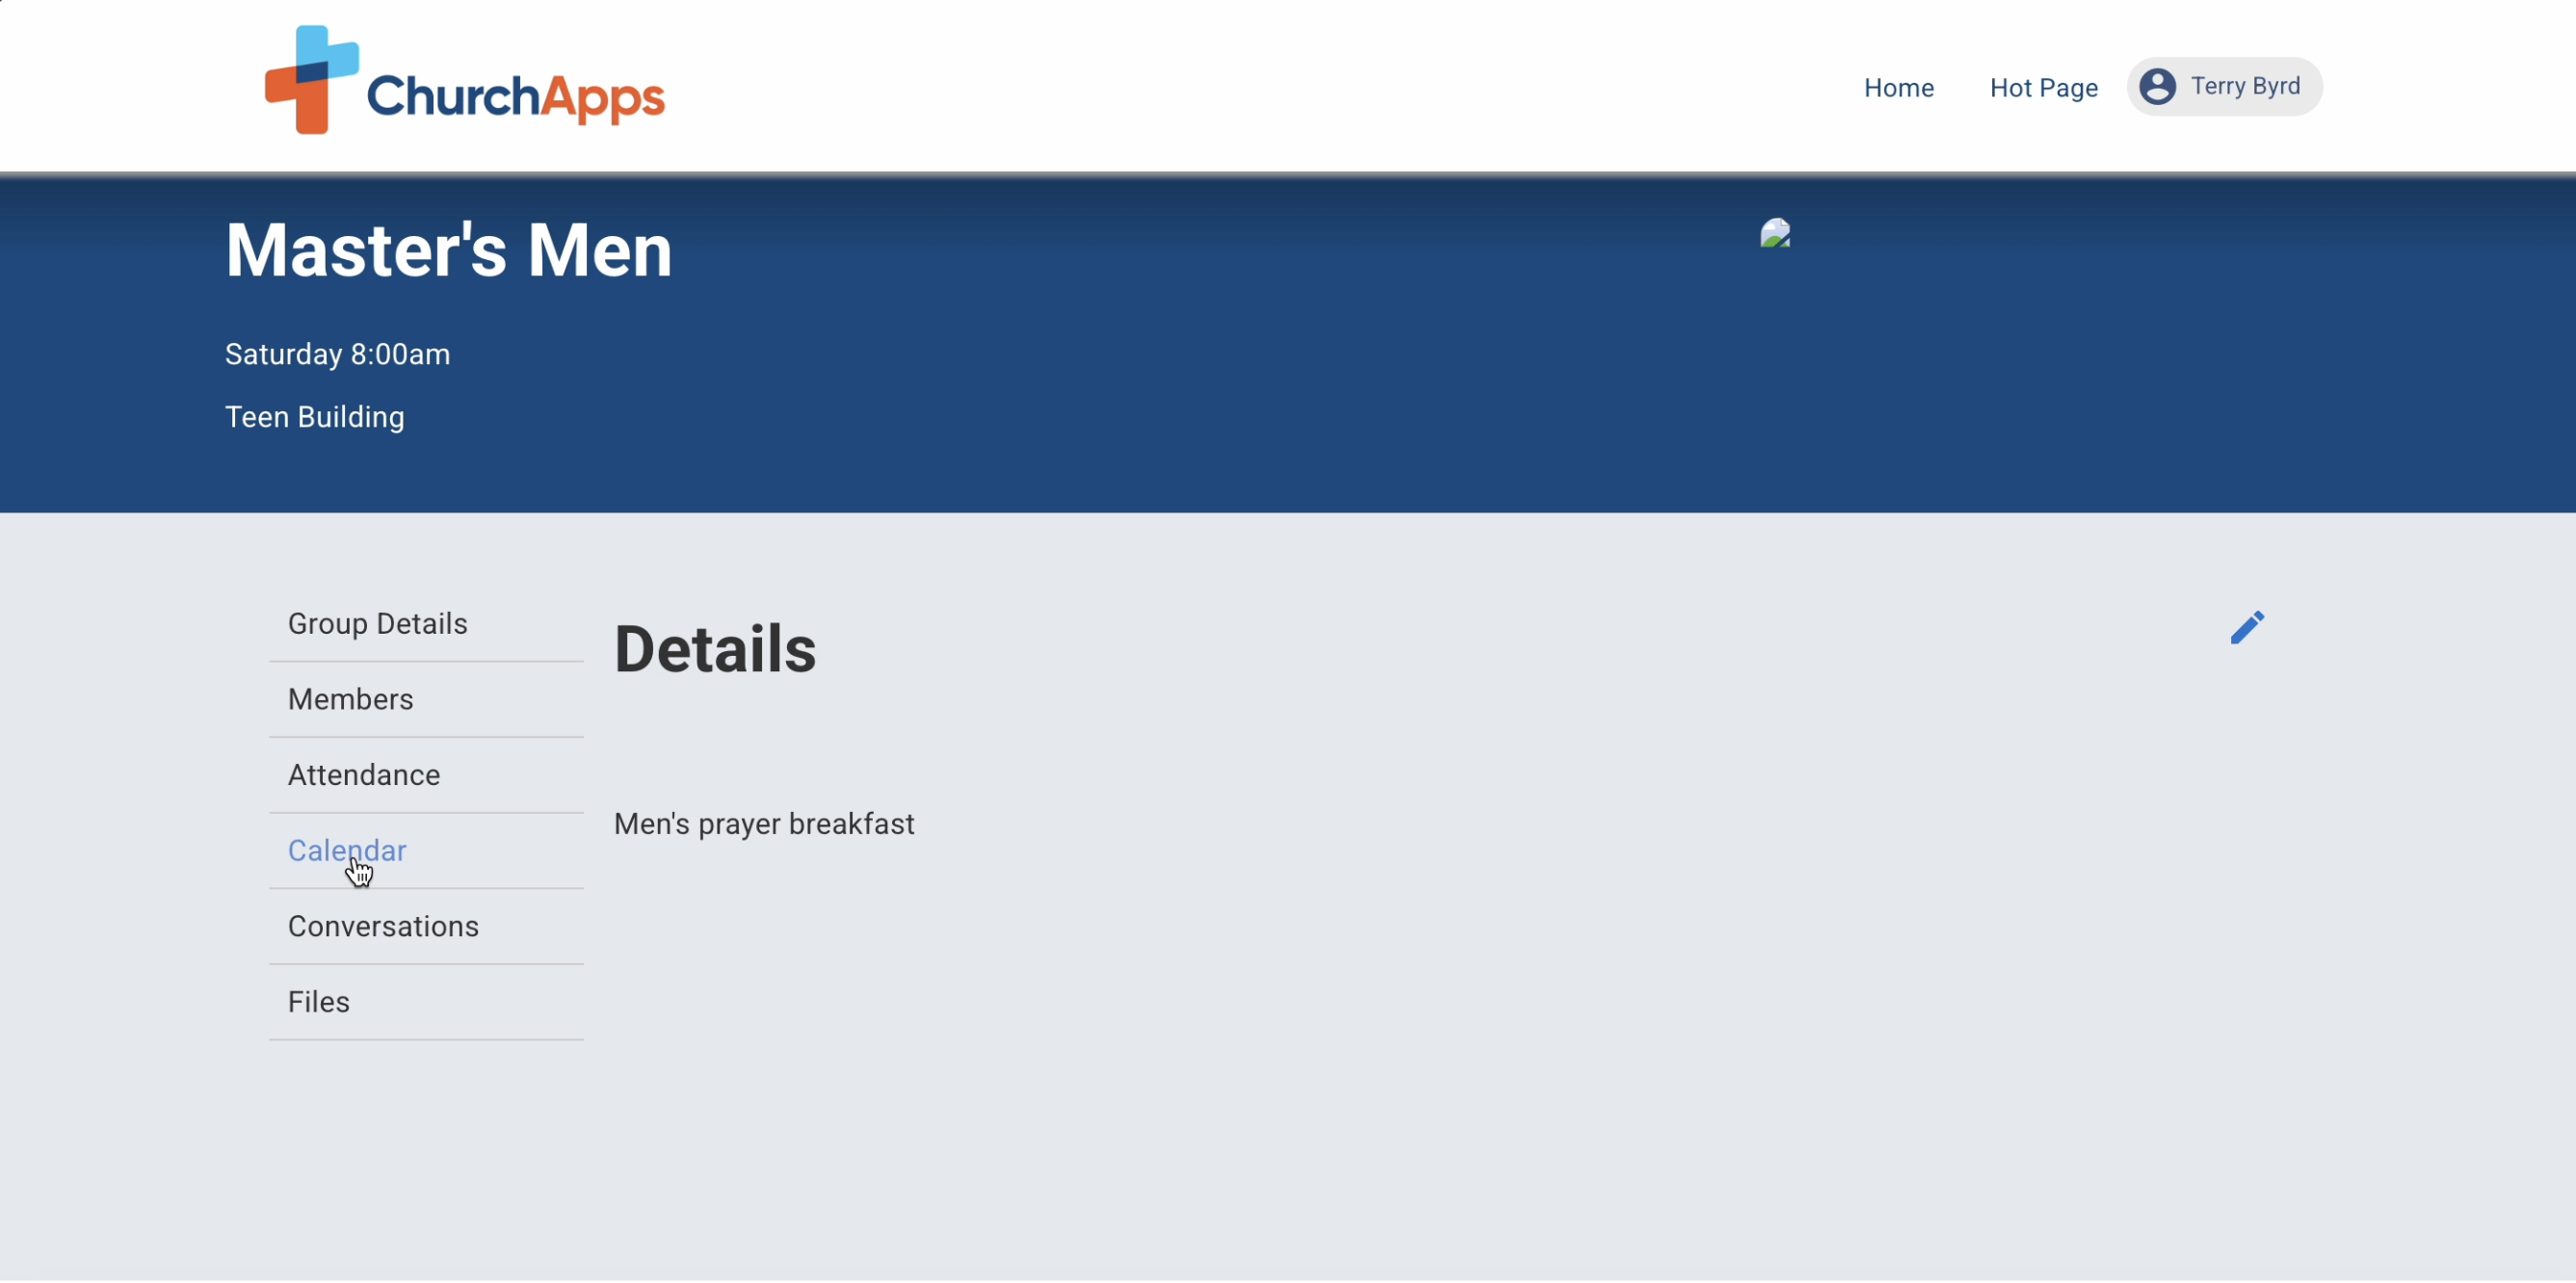 ChurchApps
Home
Hot Page
Terry Byrd
Master's Men
Saturday 8:00am
Teen Building
Group Details
Members
Attendance
Calendar
Conversations
Files
Details
Men's prayer breakfast